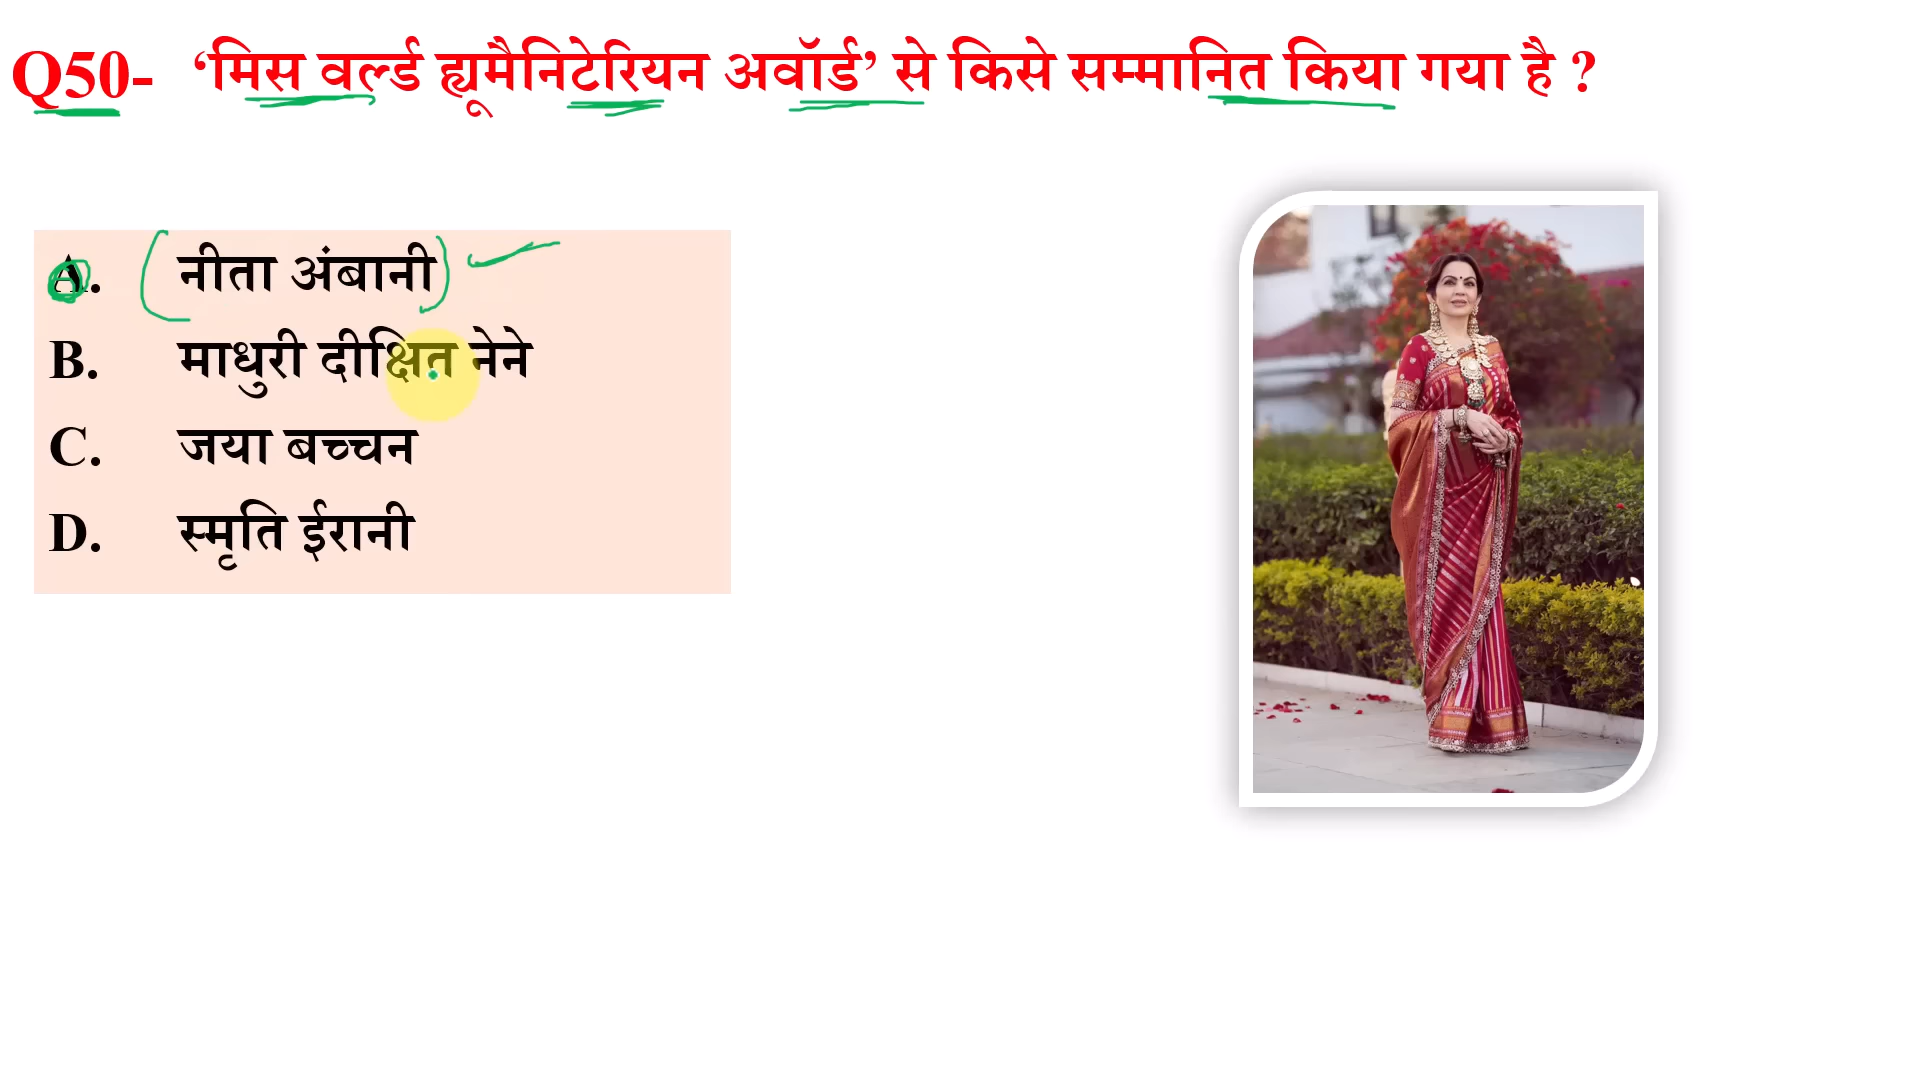 Q50- ‘मिस वर्ल्ड ह्यूमैनिटेरियन अवॉर्ड’ से किसे सम्मानित किया गया है ?
A. नीता अंबानी
B. माधुरी दीक्षित नेने
C. जया बच्चन
D. स्मृति ईरानी